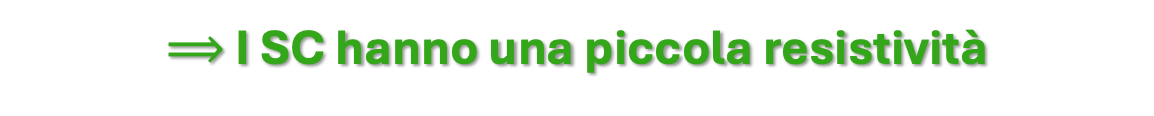 ⟹ I SC hanno una piccola resistività